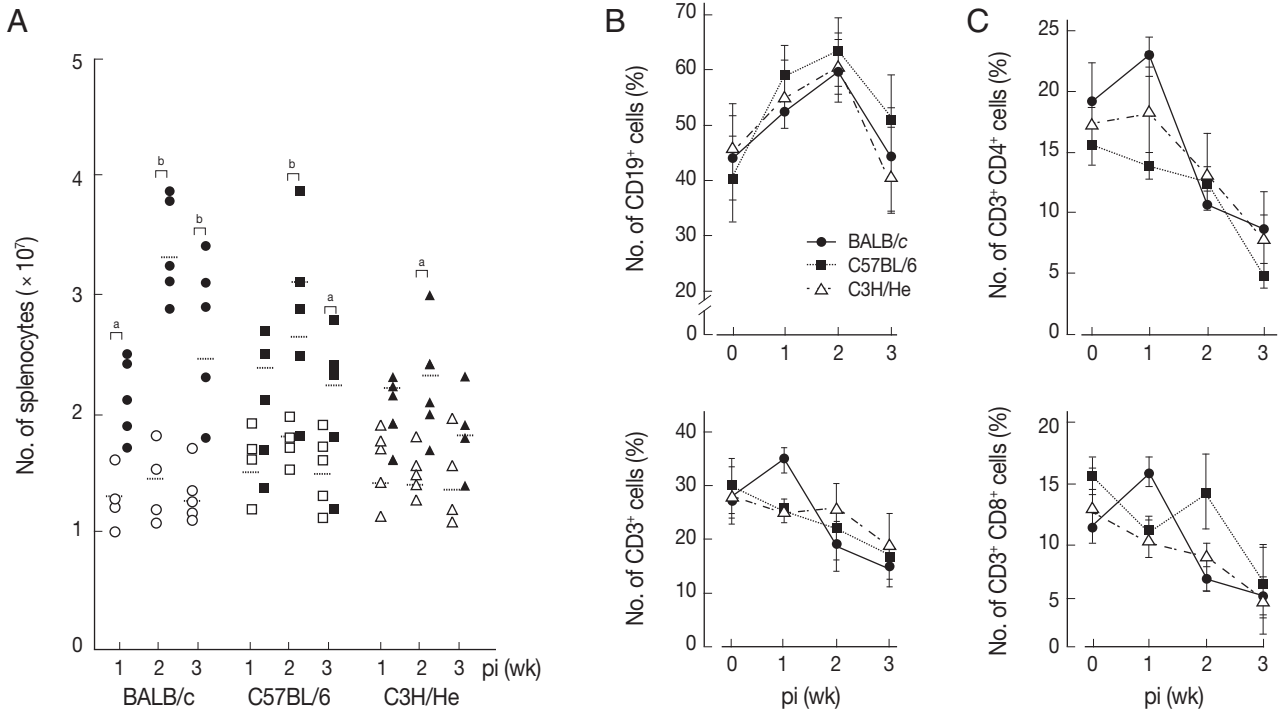 A
No. of splenocytes ( × 10⁷)
5
4
3
2
1
0
a
b
b
b
a
a
1 2 3 1 2 3 1 2 3 pi (wk)
BALB/c C57BL/6 C3H/He
B
No. of CD19⁺ cells (%)
70
60
50
40
30
20
0
BALB/c
C57BL/6
C3H/He
0 1 2 3
No. of CD3⁺ cells (%)
40
30
20
10
0
0 1 2 3
pi (wk)
C
No. of CD3⁺ CD4⁺ cells (%)
25
20
15
10
5
0
0 1 2 3
No. of CD3⁺ CD8⁺ cells (%)
20
15
10
5
0
0 1 2 3
pi (wk)